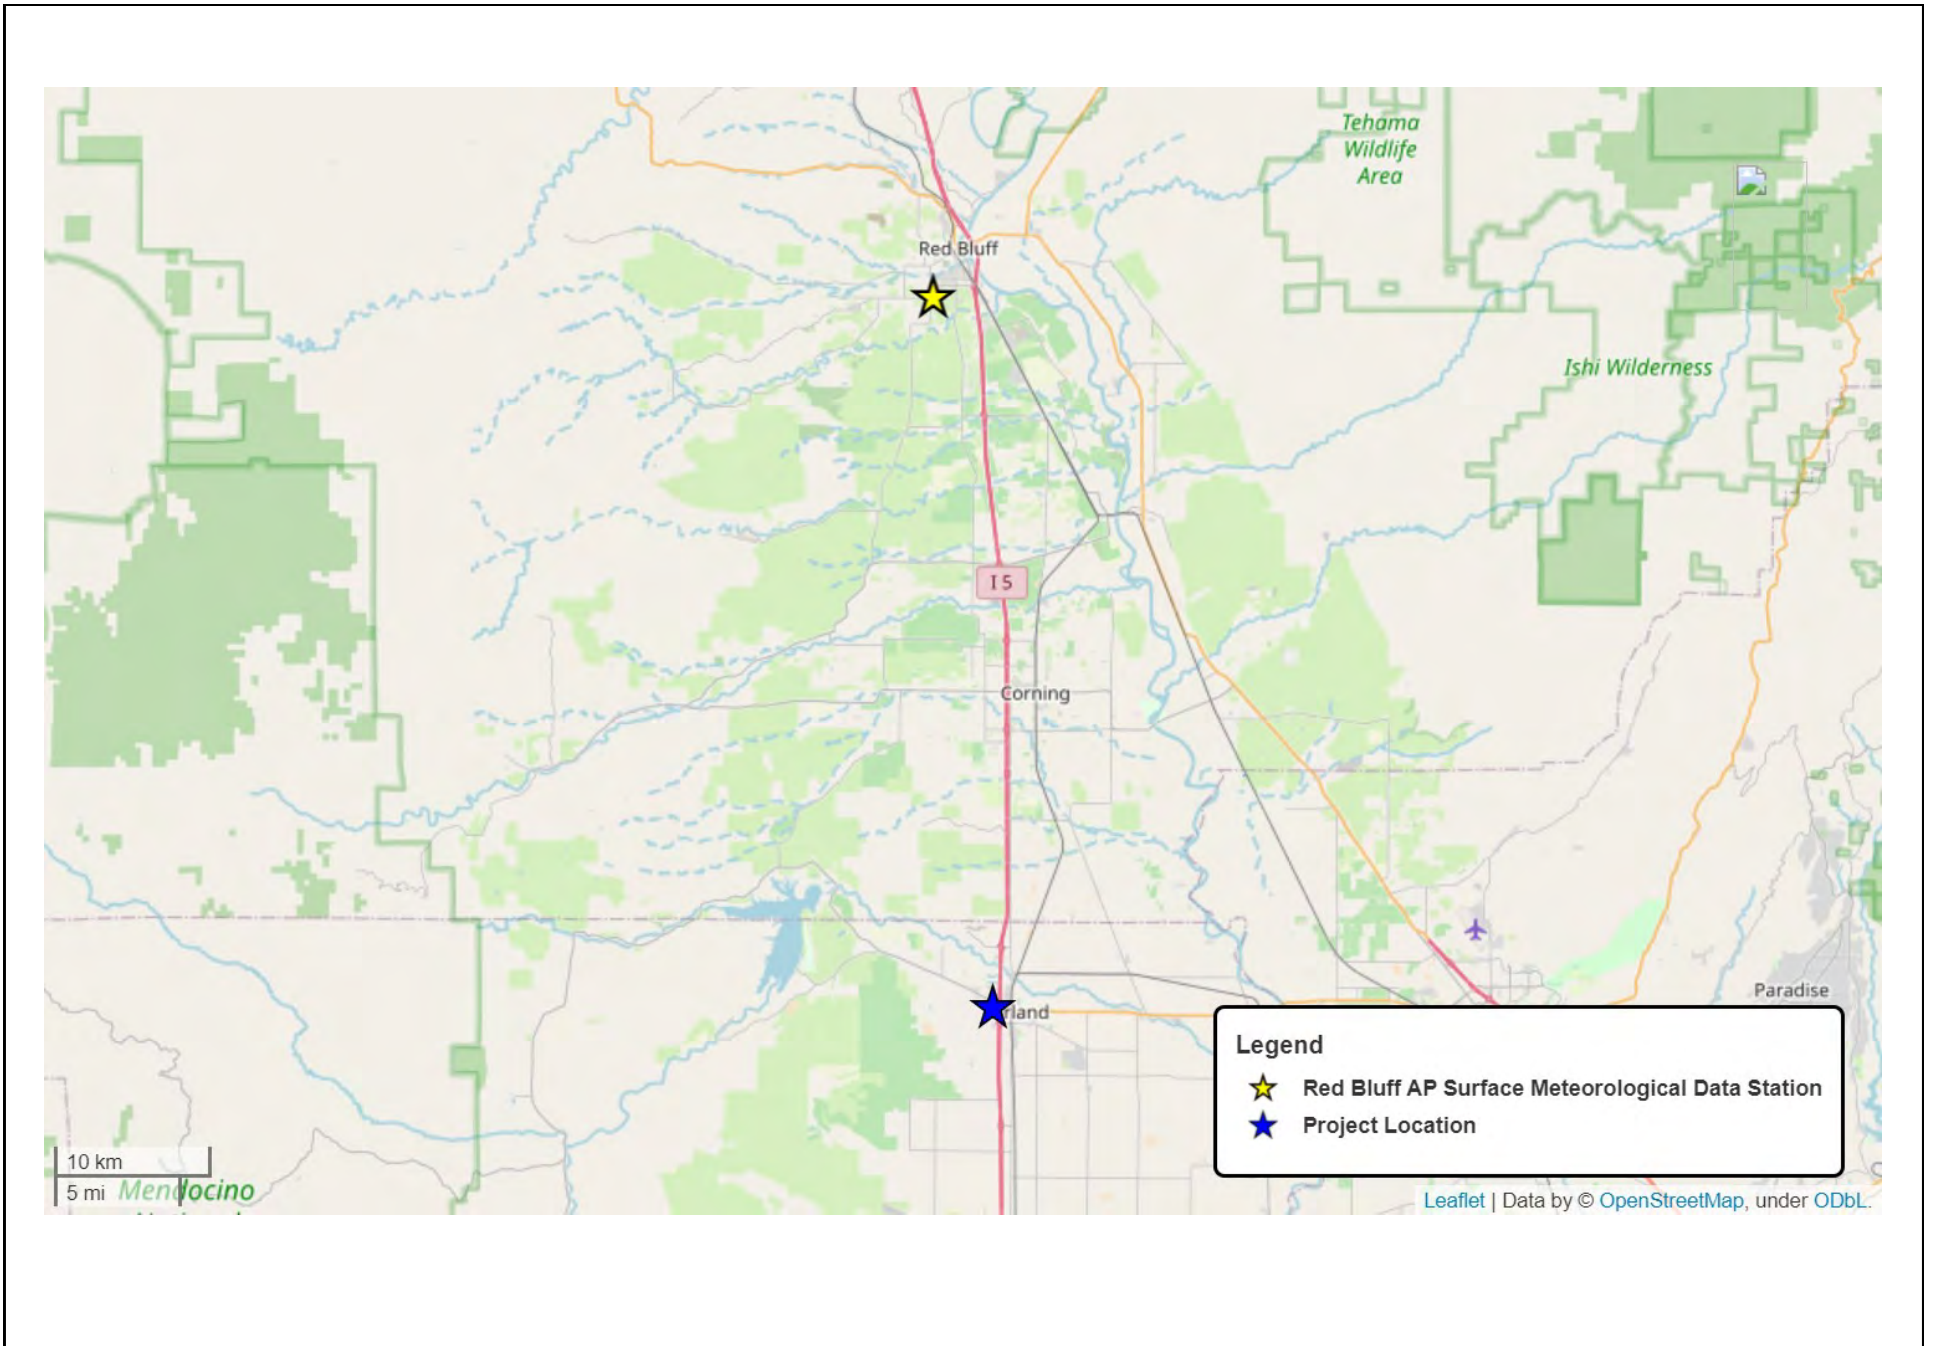 Tehama
Wildlife
Area
Red Bluff
Ishi Wilderness
I 5
Corning
Paradise
rland
Legend
Red Bluff AP Surface Meteorological Data Station
Project Location
10 km
5 mi
Mendocino
Leaflet | Data by © OpenStreetMap, under ODbL.